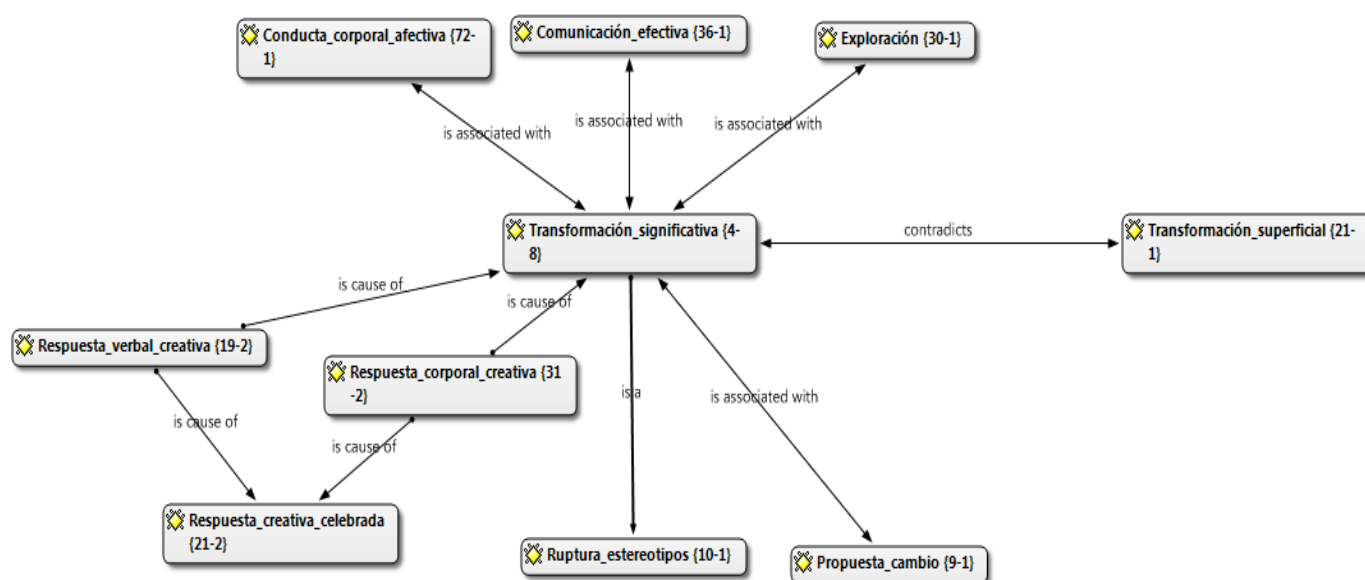 Conducta_corporal_afectiva {72-
1}
Comunicación_efectiva {36-1}
Exploración {30-1}
is associated with
is associated with
is associated with
Transformación_significativa {4-
8}
contradicts
Transformación_superficial {21-
1}
is cause of
is cause of
Respuesta_verbal_creativa {19-2}
Respuesta_corporal_creativa {31
-2}
is a
is associated with
is cause of
is cause of
Respuesta_creativa_celebrada
{21-2}
Ruptura_estereotipos {10-1}
Propuesta_cambio {9-1}